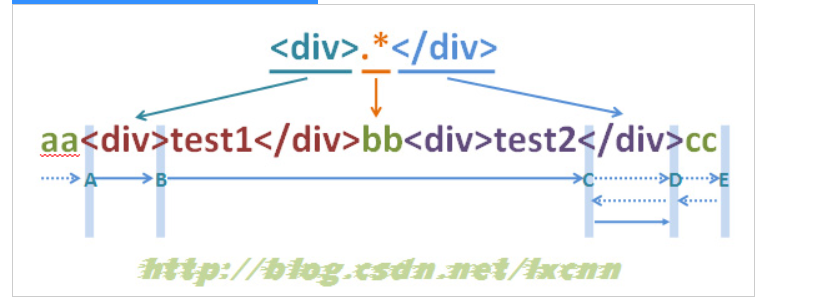 <div>.*</div>
aa<div>test1</div>bb<div>test2</div>cc
A B C D E
http://blog.csdn.net/lxcnn